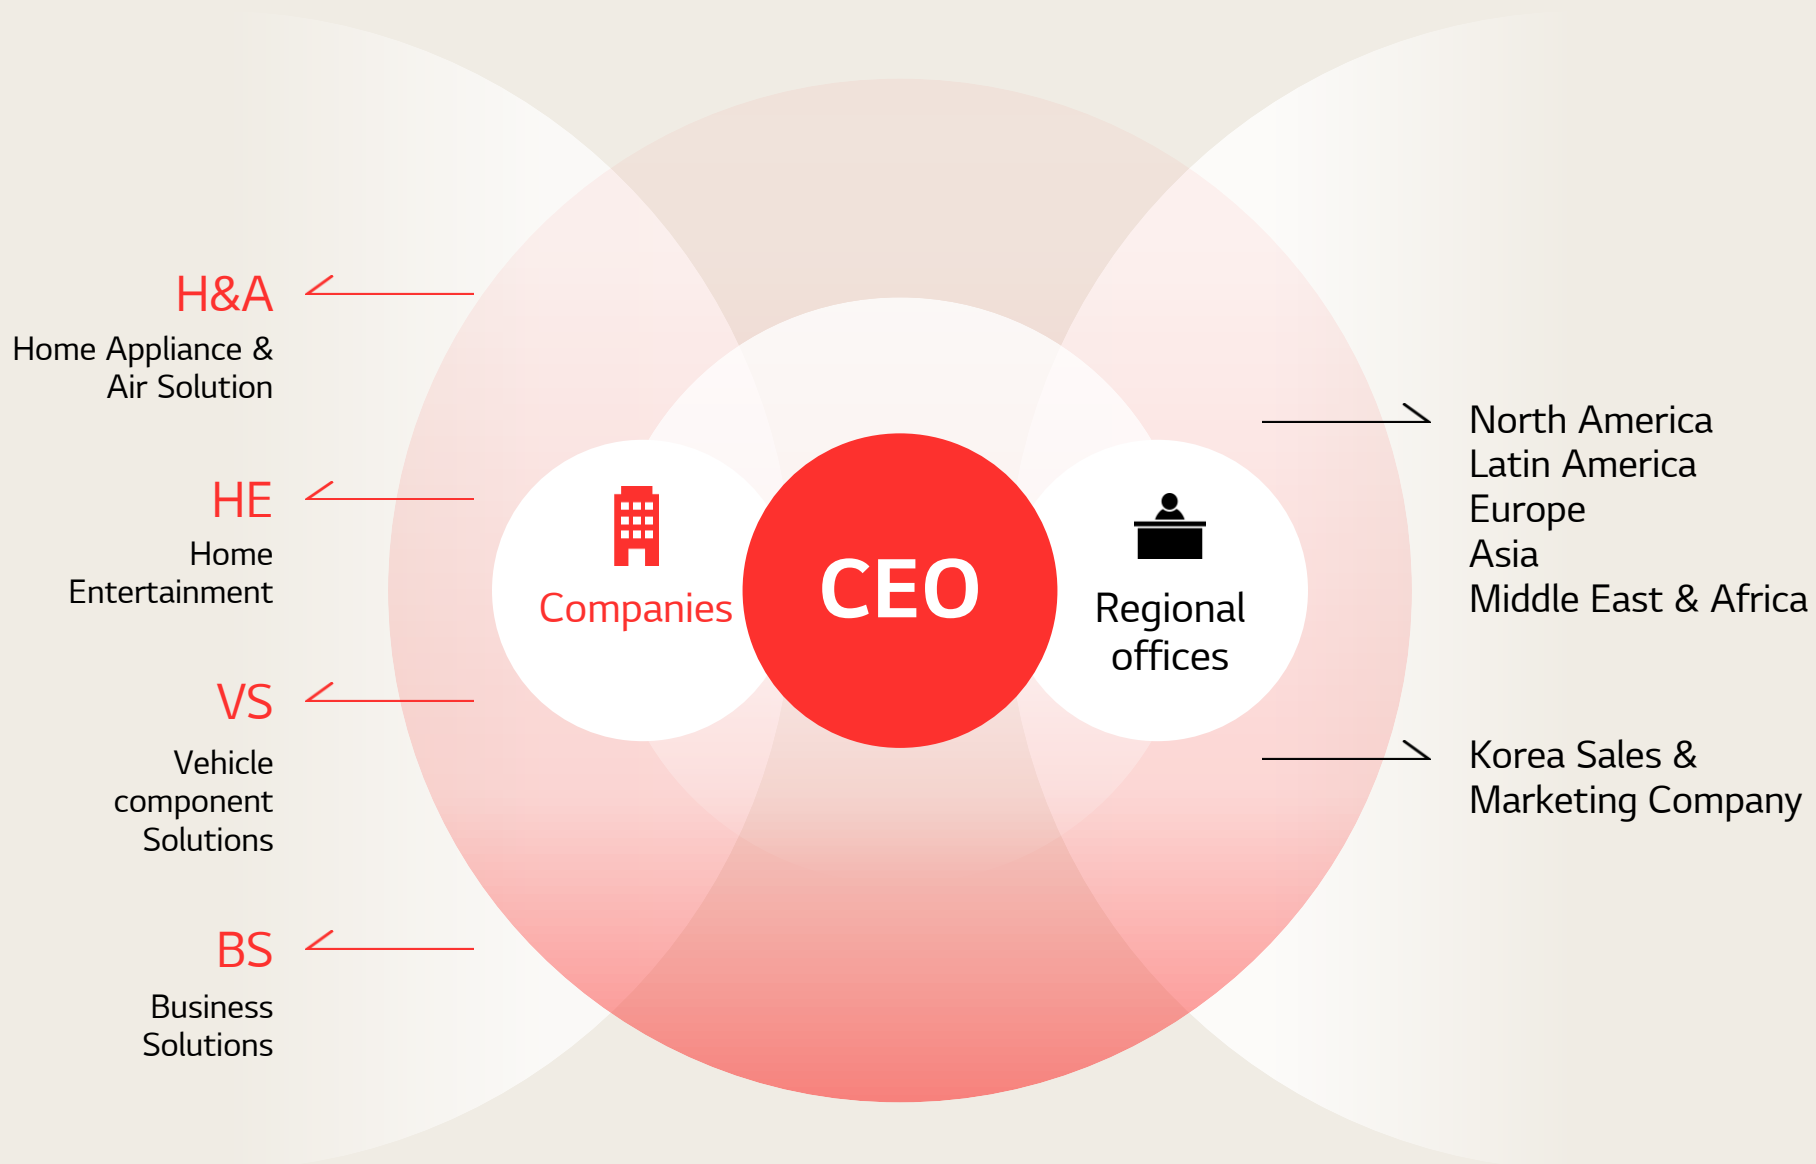 H&A
Home Appliance &
Air Solution
HE
Home
Entertainment
VS
Vehicle
component
Solutions
BS
Business
Solutions
Companies
CEO
Regional
offices
North America
Latin America
Europe
Asia
Middle East & Africa
Korea Sales &
Marketing Company